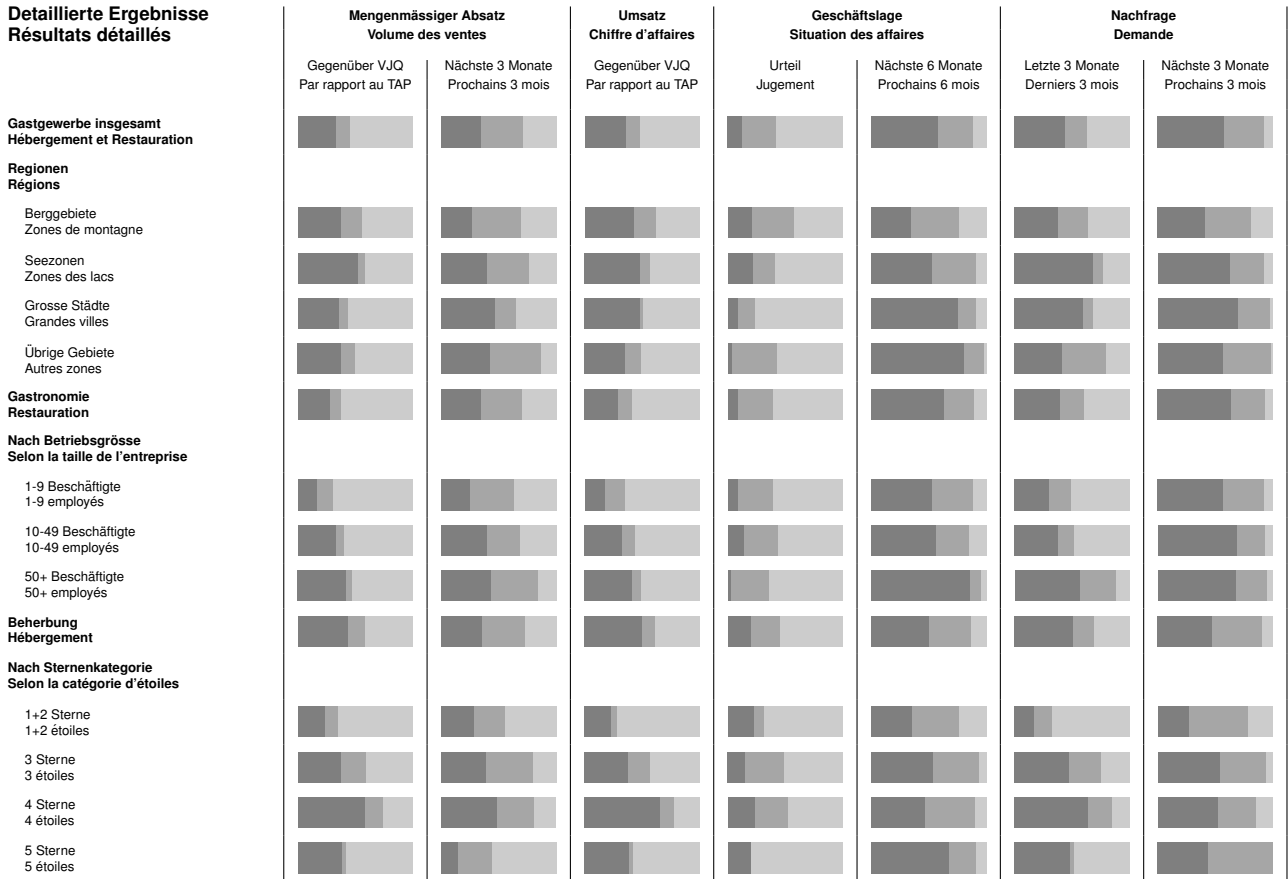 Detaillierte Ergebnisse
Résultats détaillés
Mengenmässiger Absatz
Volume des ventes
Umsatz
Chiffre d'affaires
Geschäftslage
Situation des affaires
Nachfrage
Demande
Gegenüber VJQ
Par rapport au TAP
Nächste 3 Monate
Prochains 3 mois
Gegenüber VJQ
Par rapport au TAP
Urteil
Jugement
Nächste 6 Monate
Prochains 6 mois
Letzte 3 Monate
Derniers 3 mois
Nächste 3 Monate
Prochains 3 mois
Gastgewerbe insgesamt
Hébergement et Restauration
Regionen
Régions
Berggebiete
Zones de montagne
Seezonen
Zones des lacs
Grosse Städte
Grandes villes
Übrige Gebiete
Autres zones
Gastronomie
Restauration
Nach Betriebsgrösse
Selon la taille de l'entreprise
1-9 Beschäftigte
1-9 employés
10-49 Beschäftigte
10-49 employés
50+ Beschäftigte
50+ employés
Beherbung
Hébergement
Nach Sternenkategorie
Selon la catégorie d'étoiles
1+2 Sterne
1+2 étoiles
3 Sterne
3 étoiles
4 Sterne
4 étoiles
5 Sterne
5 étoiles